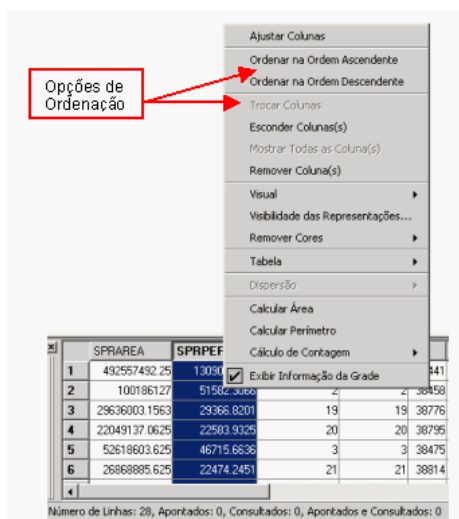 Ajustar Colunas
Ordenar na Ordem Ascendente
Ordenar na Ordem Descendente
Opções de
Ordenação
Trocar Colunas
Esconder Colunas(s)
Mostrar Todas as Coluna(s)
Remover Coluna(s)
Visual
Visibilidade das Representações...
Remover Cores
Tabela
Dispersão
Calcular Área
Calcular Perímetro
Cálculo de Contagem
Exibir Informação da Grade
SPRAREA SPRPER
1 492557492.25 13090 441
2 100186127 51582.3066 2 2 38458
3 29636003.1563 29366.8201 19 19 38776
4 22049137.0625 22583.9325 20 20 38795
5 52618603.625 46715.6636 3 3 38475
6 26868885.625 22474.2451 21 21 38814
Número de Linhas: 28, Apontados: 0, Consultados: 0, Apontados e Consultados: 0